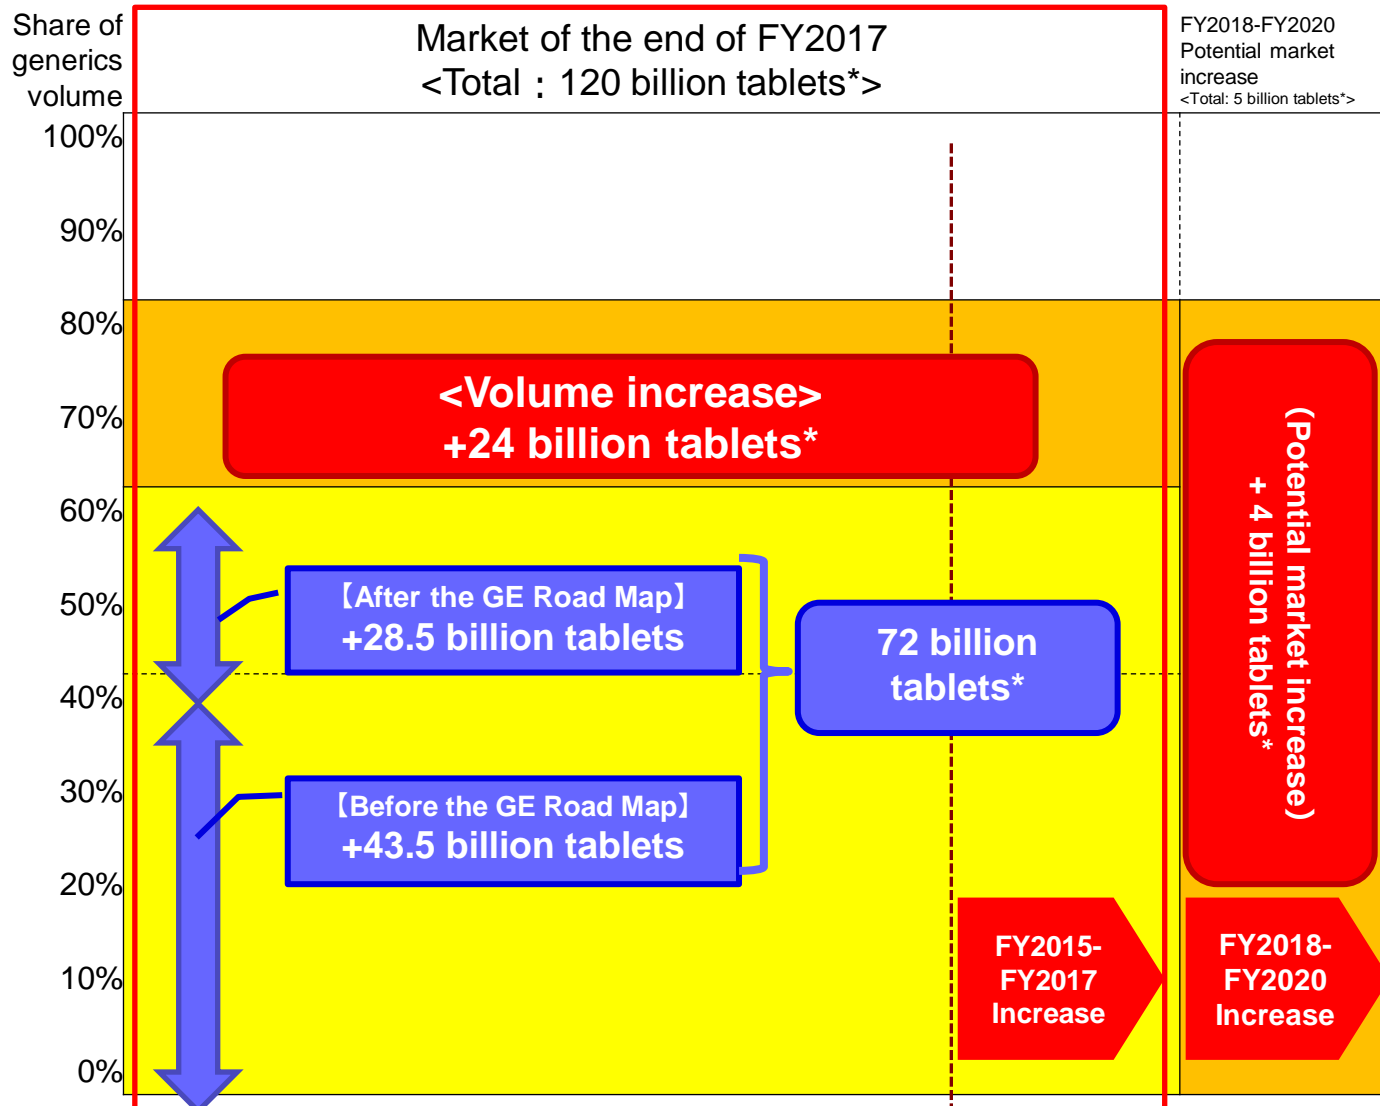 Share of
generics
volume
Market of the end of FY2017
<Total：120 billion tablets*>
FY2018-FY2020
Potential market
increase
<Total: 5 billion tablets*>
100%
90%
80%
70%
60%
50%
40%
30%
20%
10%
0%
<Volume increase>
+24 billion tablets*
【After the GE Road Map】
+28.5 billion tablets
72 billion
tablets*
【Before the GE Road Map】
+43.5 billion tablets
(Potential market increase)
+ 4 billion tablets*
FY2015-
FY2017
Increase
FY2018-
FY2020
Increase